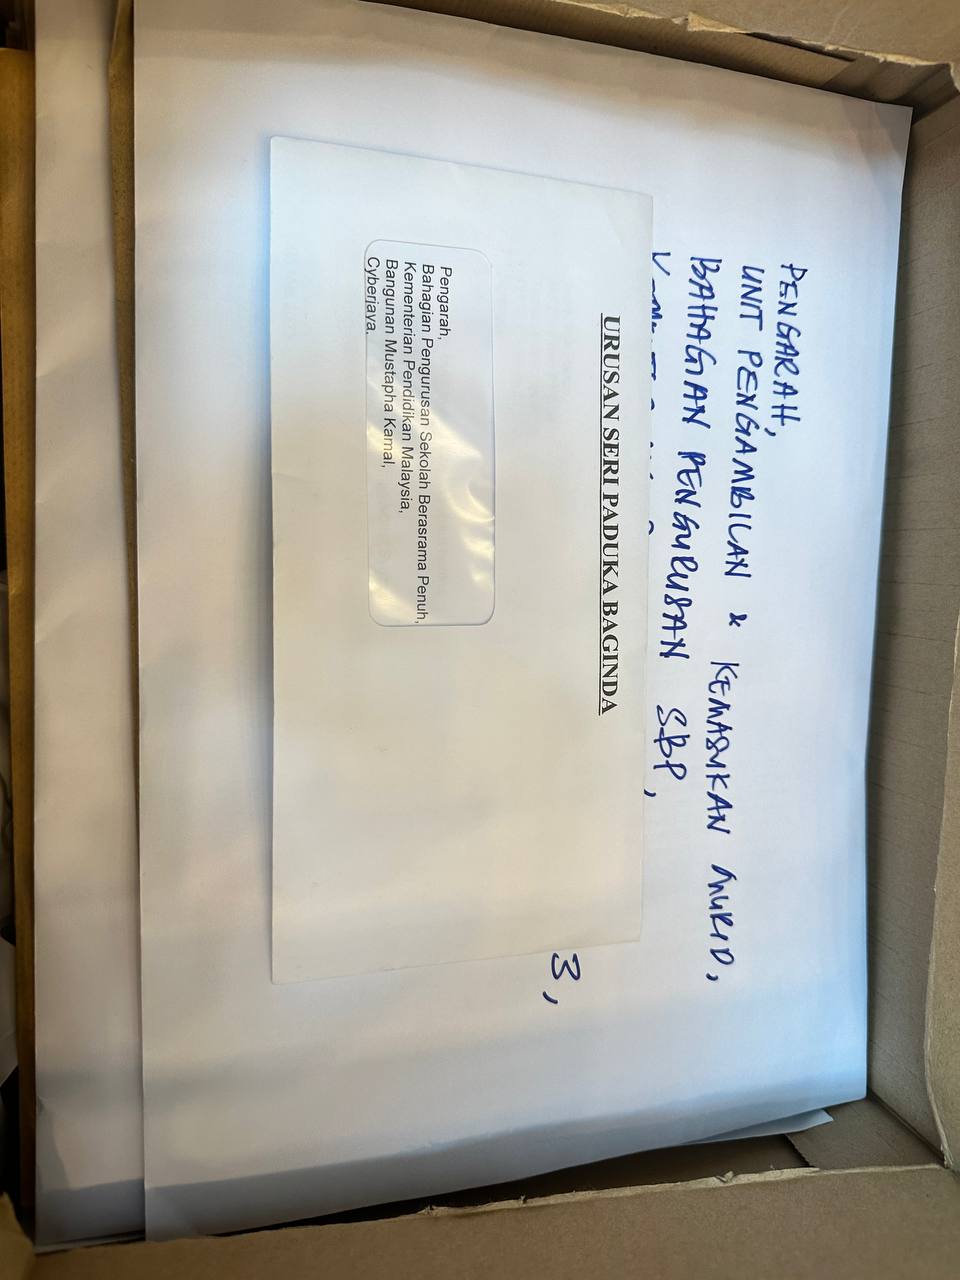 PENGARAH,
UNIT PENGAMBILAN & KEMASUKAN MURID,
BAHAGIAN PENGURUSAN SBP,
3,
URUSAN SERI PADUKA BAGINDA
Pengarah,
Bahagian Pengurusan Sekolah Berasrama Penuh,
Kementerian Pendidikan Malaysia,
Bangunan Mustapha Kamal,
Cyberjaya.